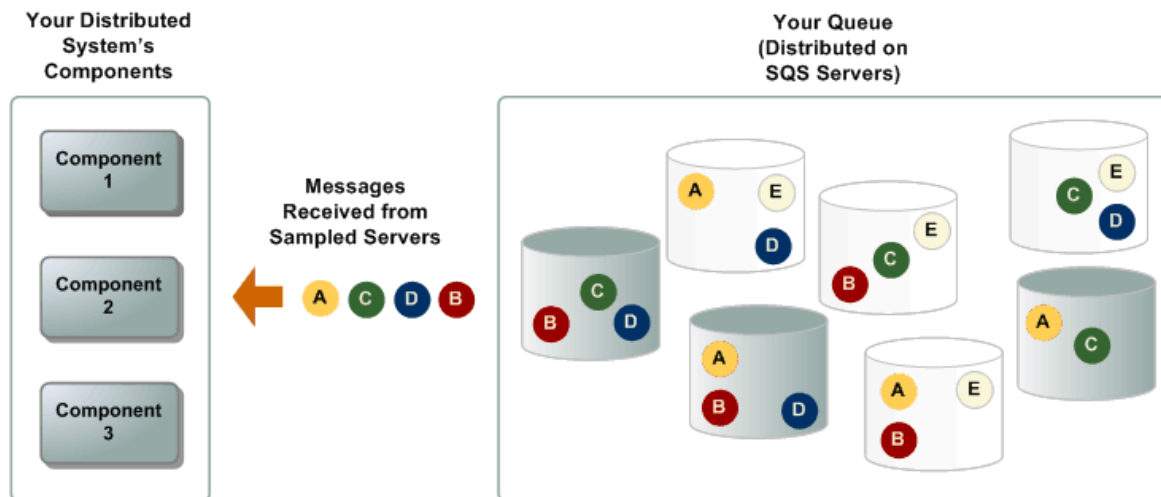 Your Distributed
System's
Components
Component
1
Component
2
Component
3
Messages
Received from
Sampled Servers
A C D B
Your Queue
(Distributed on
SQS Servers)
B C D
A E D
A B D
B C E
A B E
E C D
A C